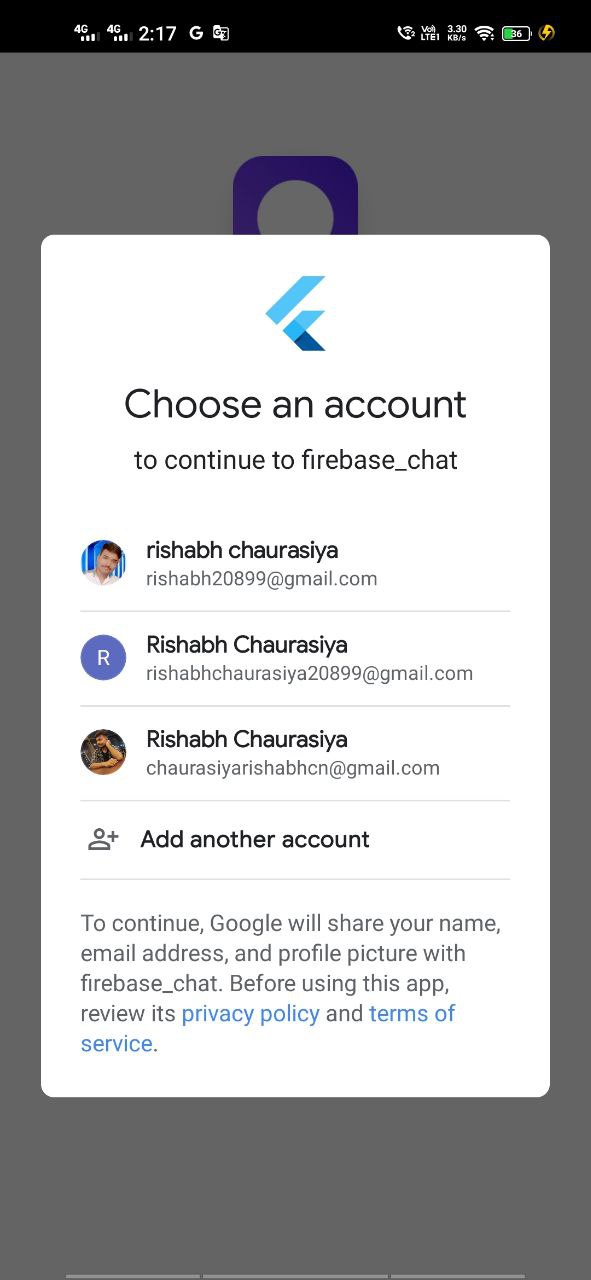 4G 4G 2:17 G VoI) LTE1 3.30 KB/s 36
Choose an account
to continue to firebase_chat
rishabh chaurasiya
rishabh20899@gmail.com
R
Rishabh Chaurasiya
rishabhchaurasiya20899@gmail.com
Rishabh Chaurasiya
chaurasiyarishabhcn@gmail.com
Add another account
To continue, Google will share your name,
email address, and profile picture with
firebase_chat. Before using this app,
review its privacy policy and terms of
service.